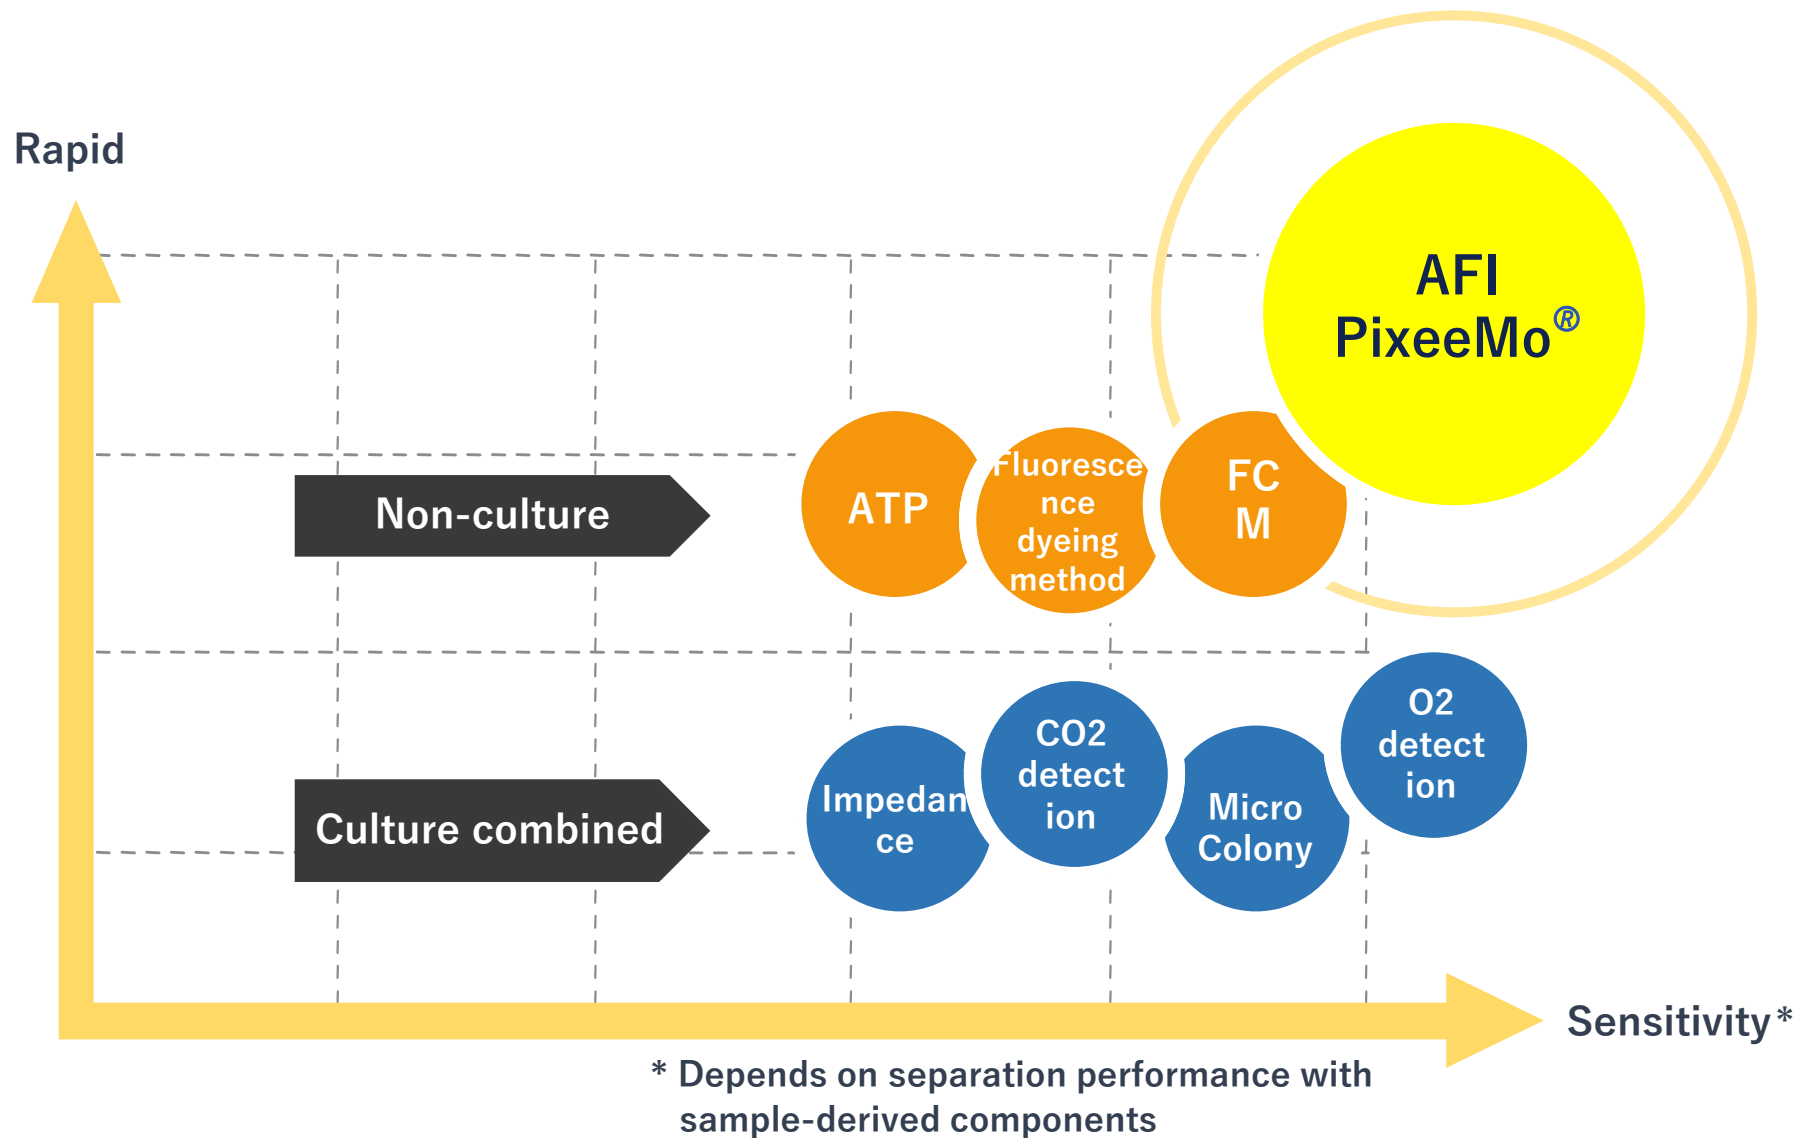 Rapid
AFI
PixeeMo®
Non-culture
ATP
Fluoresce
nce
dyeing
method
FC
M
Culture combined
Impedan
ce
CO2
detect
ion
Micro
Colony
O2
detect
ion
Sensitivity*
* Depends on separation performance with
sample-derived components